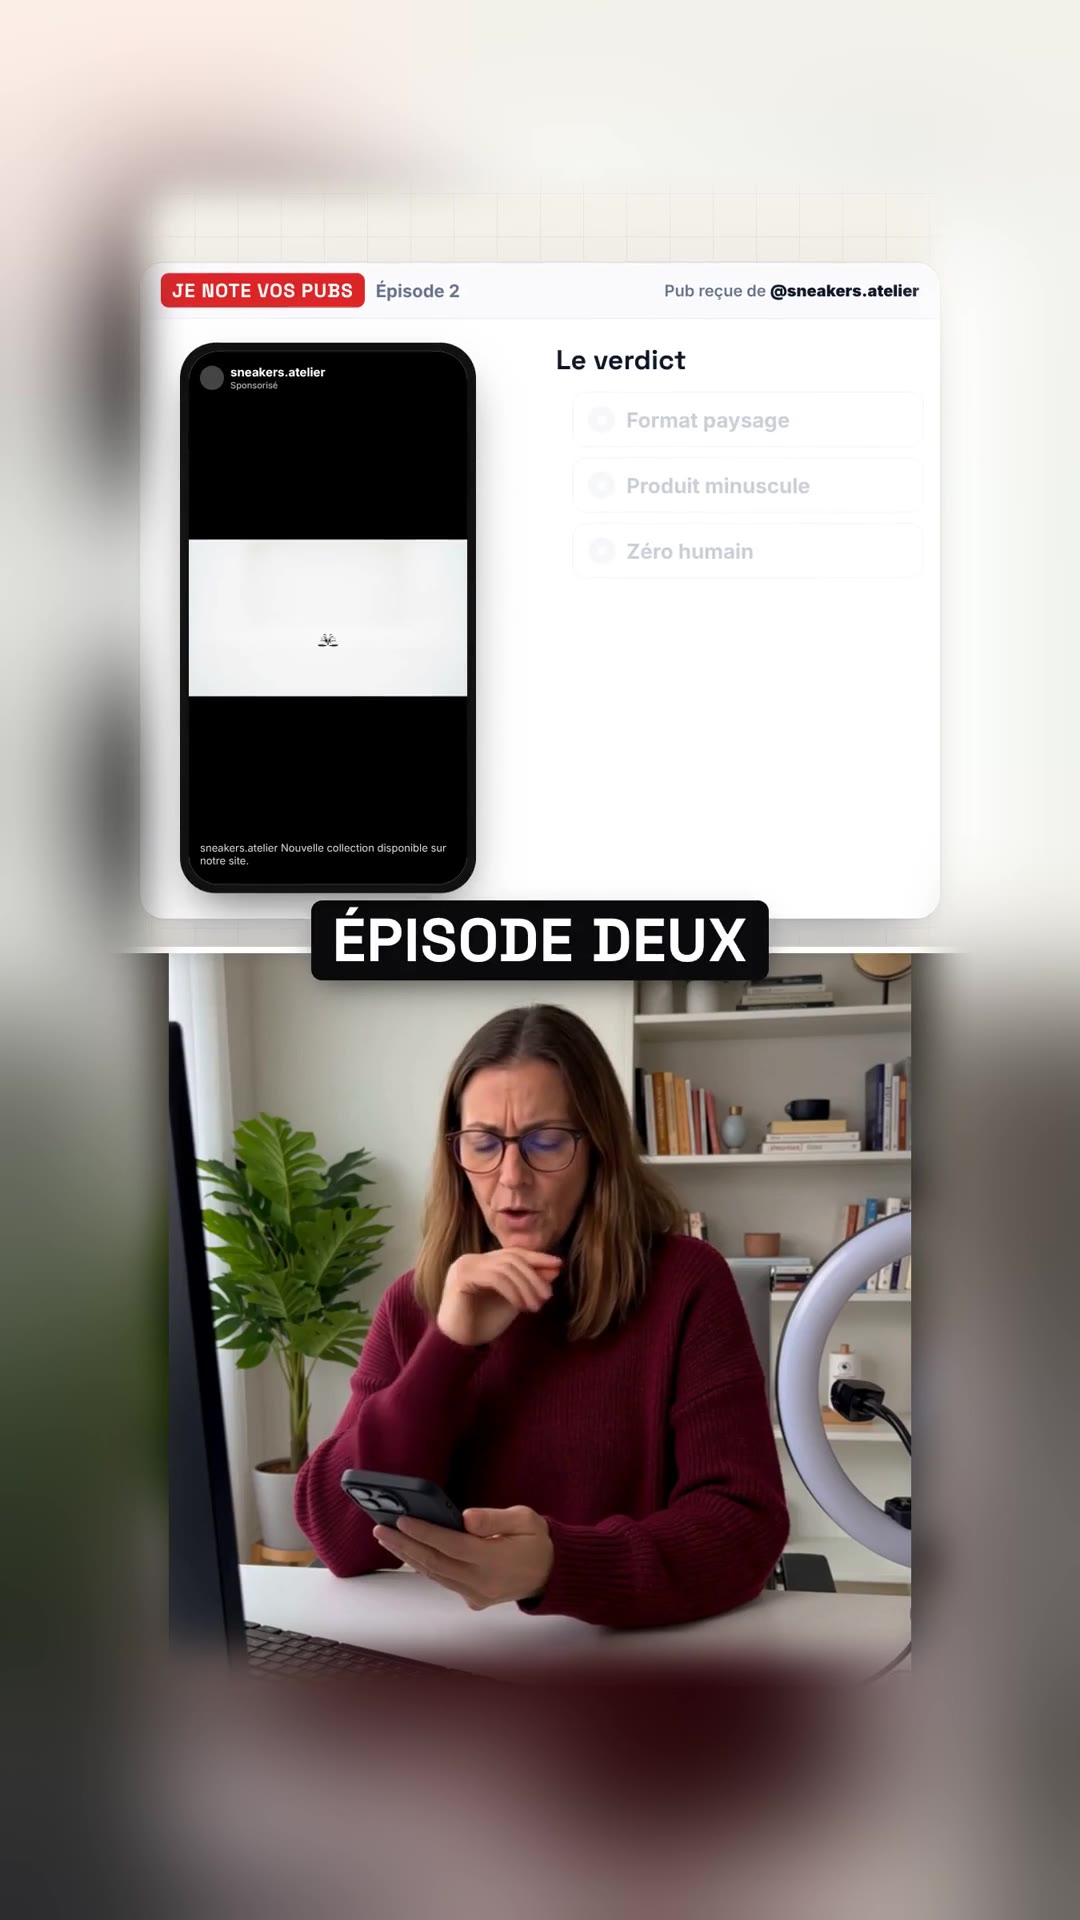 JE NOTE VOS PUBS
Épisode 2
Pub reçue de @sneakers.atelier
sneakers.atelier
Sponsorisé
sneakers.atelier Nouvelle collection disponible sur
notre site.
Le verdict
Format paysage
Produit minuscule
Zéro humain
ÉPISODE DEUX